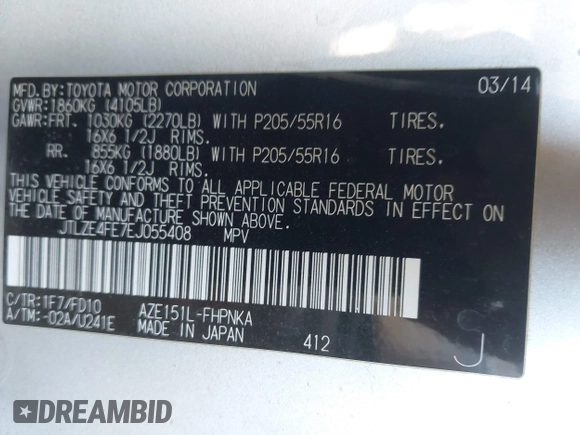 MFD.BY:TOYOTA MOTOR CORPORATION 03/14
GVWR:1860KG (4105LB)
GAWR:FRT. 1030KG (2270LB) WITH P205/55R16 TIRES.
16X6 1/2J RIMS.
RR. 855KG (1880LB) WITH P205/55R16 TIRES.
16X6 1/2J RIMS.
THIS VEHICLE CONFORMS TO ALL APPLICABLE FEDERAL MOTOR
VEHICLE SAFETY AND THEFT PREVENTION STANDARDS IN EFFECT ON
THE DATE OF MANUFACTURE SHOWN ABOVE.
JTLZE4FE7EJ055408 MPV
C/TR:1F7/FD10 AZE151L-FHPNKA
A/TM:-02A/U241E MADE IN JAPAN 412
J
DREAMBID